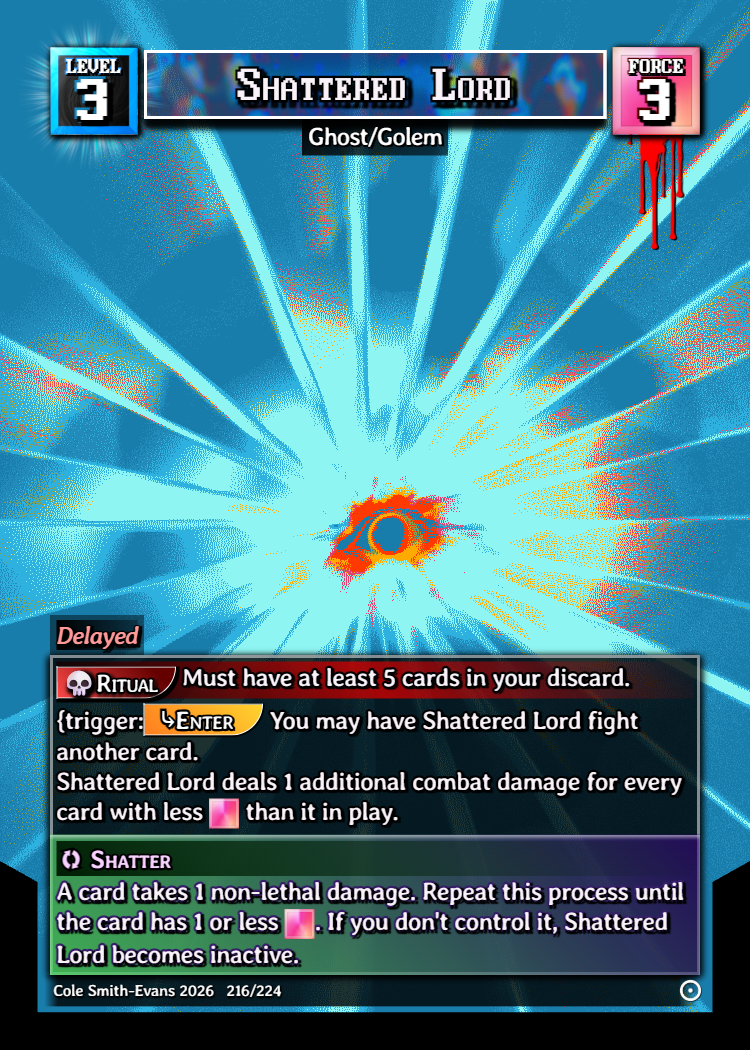 LEVEL
3
Shattered Lord
FORCE
3
Ghost/Golem
Delayed
Ritual Must have at least 5 cards in your discard.
{trigger: ↳Enter You may have Shattered Lord fight
another card.
Shattered Lord deals 1 additional combat damage for every
card with less than it in play.
Shatter
A card takes 1 non-lethal damage. Repeat this process until
the card has 1 or less . If you don't control it, Shattered
Lord becomes inactive.
Cole Smith-Evans 2026 216/224